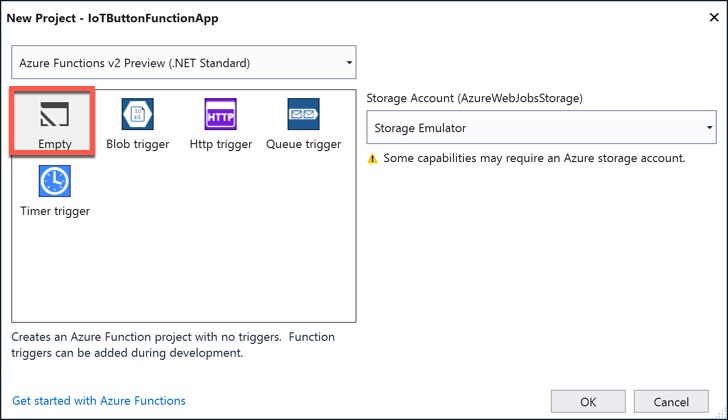 New Project - IoTButtonFunctionApp
Azure Functions v2 Preview (.NET Standard)
Empty
Blob trigger
HTTP
Http trigger
Queue trigger
Timer trigger
Storage Account (AzureWebJobsStorage)
Storage Emulator
Some capabilities may require an Azure storage account.
Creates an Azure Function project with no triggers.  Function
triggers can be added during development.
Get started with Azure Functions
OK
Cancel